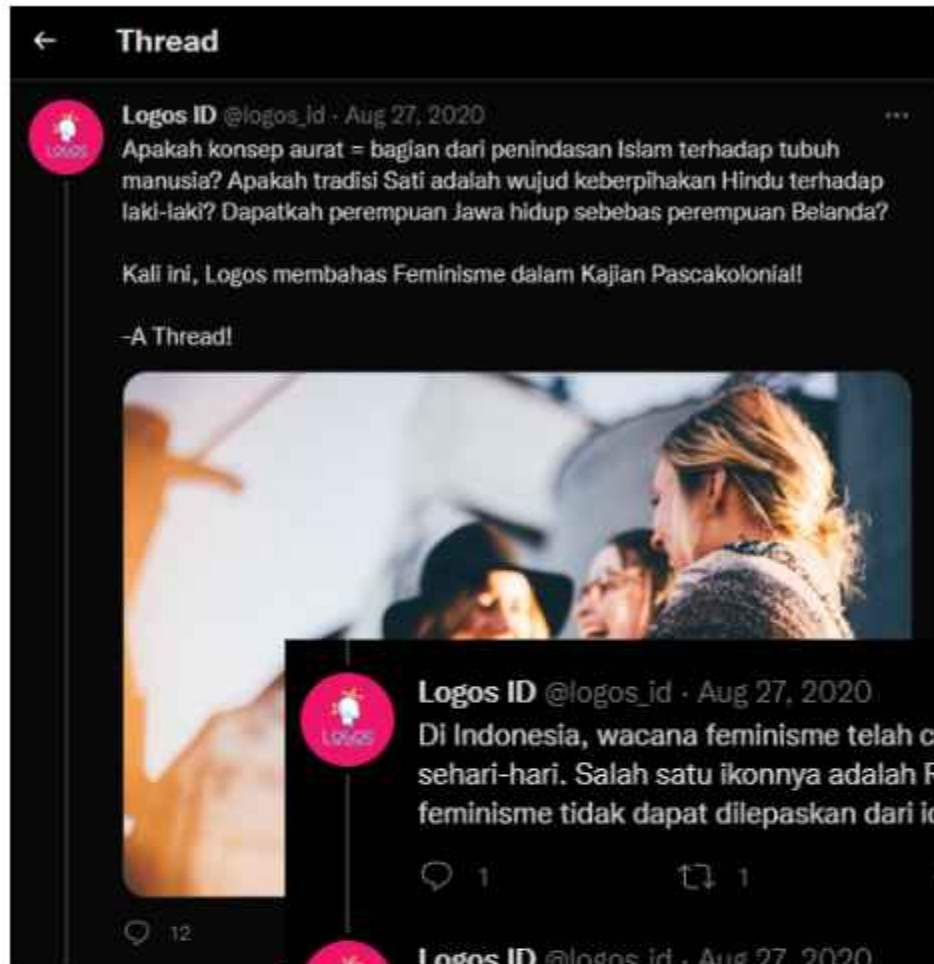 Thread
Logos ID @logos_id · Aug 27, 2020
Apakah konsep aurat = bagian dari penindasan Islam terhadap tubuh
manusia? Apakah tradisi Sati adalah wujud keberpihakan Hindu terhadap
laki-laki? Dapatkah perempuan Jawa hidup sebebas perempuan Belanda?
Kali ini, Logos membahas Feminisme dalam Kajian Pascakolonial!
-A Thread!
LOGOS
12
Logos ID @logos_id · Aug 27, 2020
Di Indonesia, wacana feminisme telah
sehari-hari. Salah satu ikonnya adalah
feminisme tidak dapat dilepaskan dari
LOGOS
1 1
Logos ID @logos_id · Aug 27, 2020